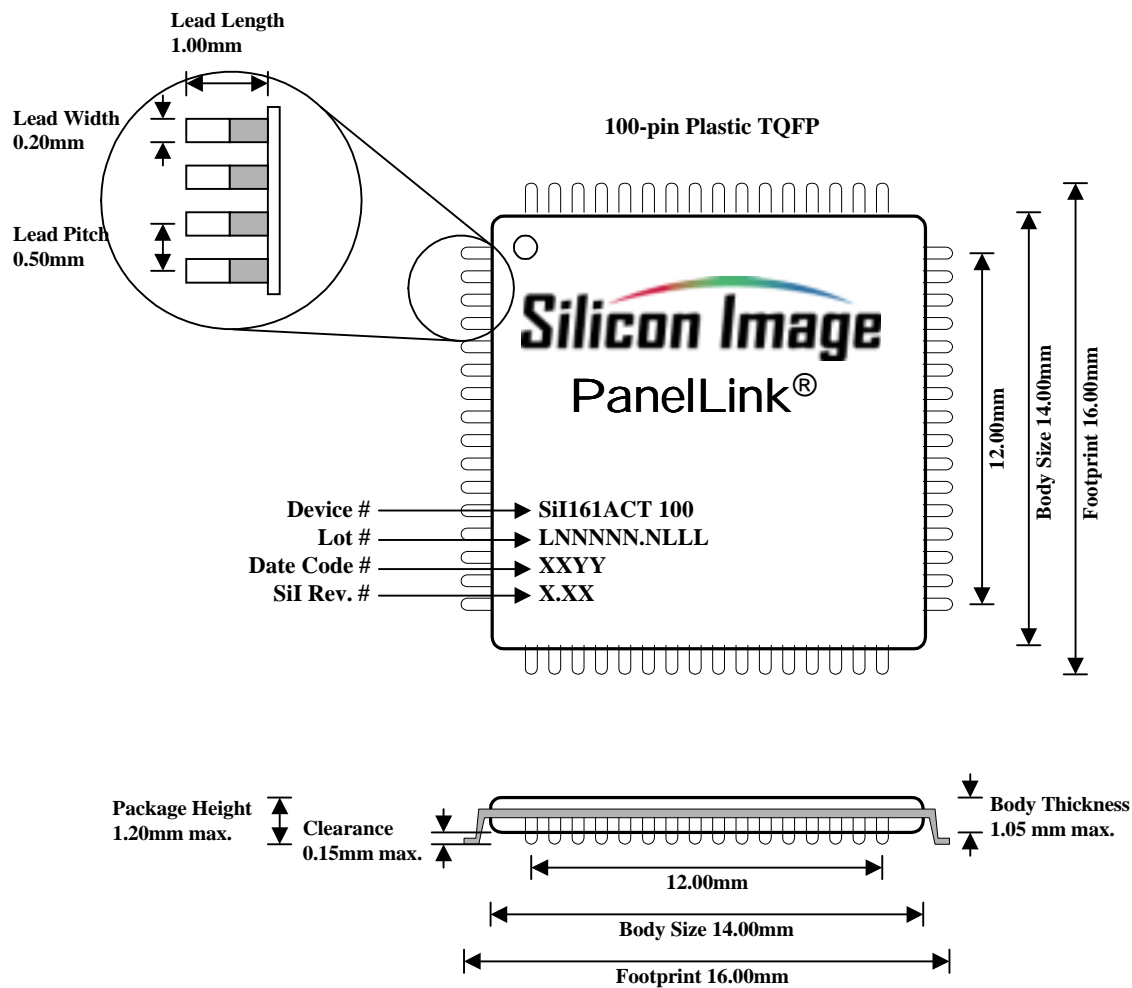 Lead Length
1.00mm
Lead Width
0.20mm
100-pin Plastic TQFP
Lead Pitch
0.50mm
Silicon Image
PanelLink®
12.00mm
Body Size 14.00mm
Footprint 16.00mm
Device # SiI161ACT 100
Lot # LNNNNN.NLLL
Date Code # XXYY
SiI Rev. # X.XX
Package Height
1.20mm max.
Clearance
0.15mm max.
Body Thickness
1.05 mm max.
12.00mm
Body Size 14.00mm
Footprint 16.00mm